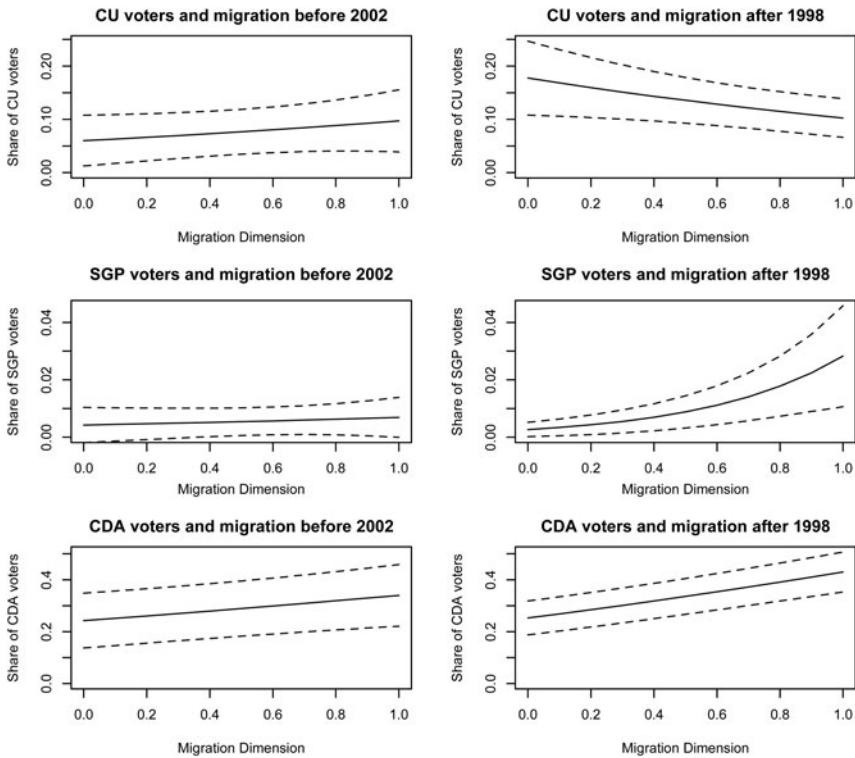 CU voters and migration before 2002
Share of CU voters
0.00 0.10 0.20
0.0 0.2 0.4 0.6 0.8 1.0
Migration Dimension
CU voters and migration after 1998
Share of CU voters
0.00 0.10 0.20
0.0 0.2 0.4 0.6 0.8 1.0
Migration Dimension
SGP voters and migration before 2002
Share of SGP voters
0.00 0.02 0.04
0.0 0.2 0.4 0.6 0.8 1.0
Migration Dimension
SGP voters and migration after 1998
Share of SGP voters
0.00 0.02 0.04
0.0 0.2 0.4 0.6 0.8 1.0
Migration Dimension
CDA voters and migration before 2002
Share of CDA voters
0.0 0.2 0.4
0.0 0.2 0.4 0.6 0.8 1.0
Migration Dimension
CDA voters and migration after 1998
Share of CDA voters
0.0 0.2 0.4
0.0 0.2 0.4 0.6 0.8 1.0
Migration Dimension